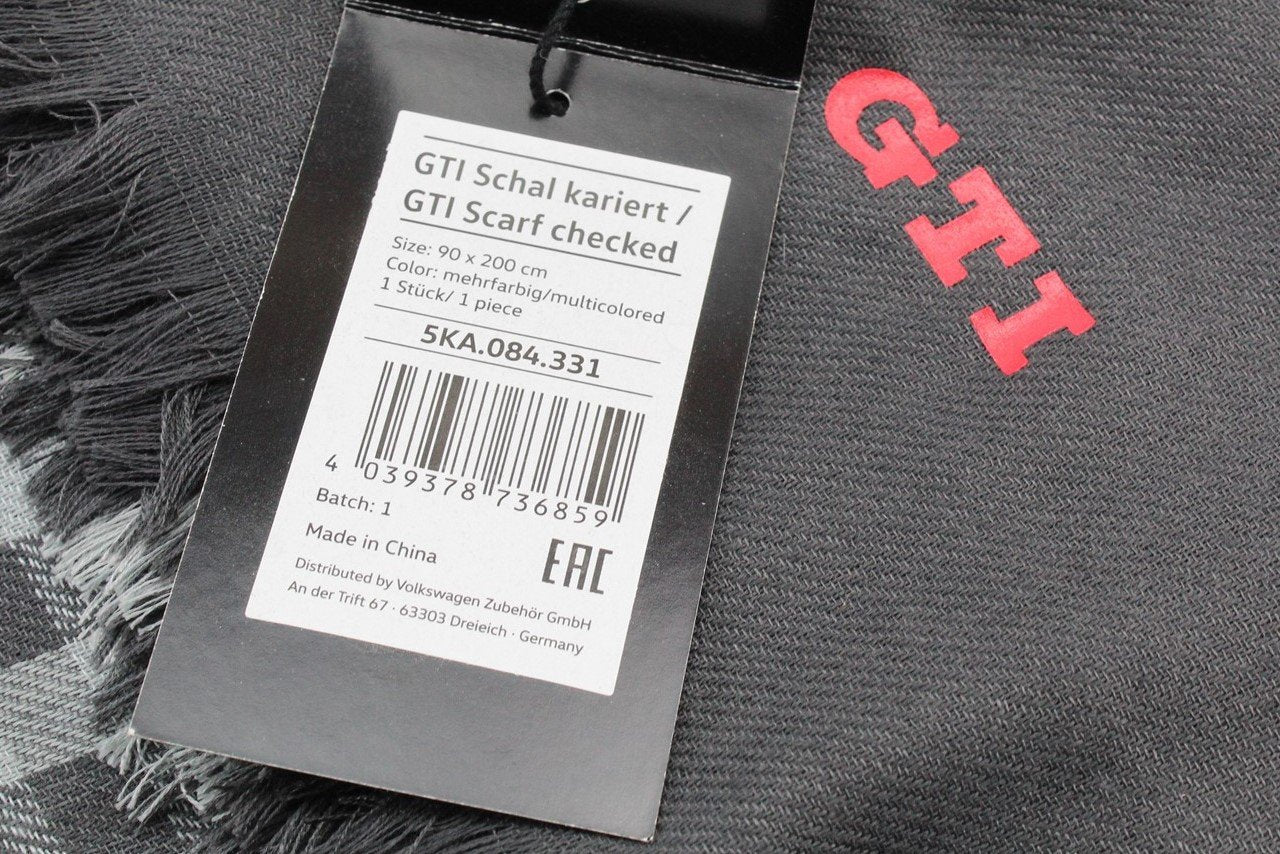 GTI Schal kariert /
GTI Scarf checked
Size: 90 x 200 cm
Color: mehrfarbig/multicolored
1 Stück/ 1 piece
5KA.084.331
4 039378 736859
Batch: 1
Made in China
EAC
Distributed by Volkswagen Zubehör GmbH
An der Trift 67 · 63303 Dreieich · Germany
GTI